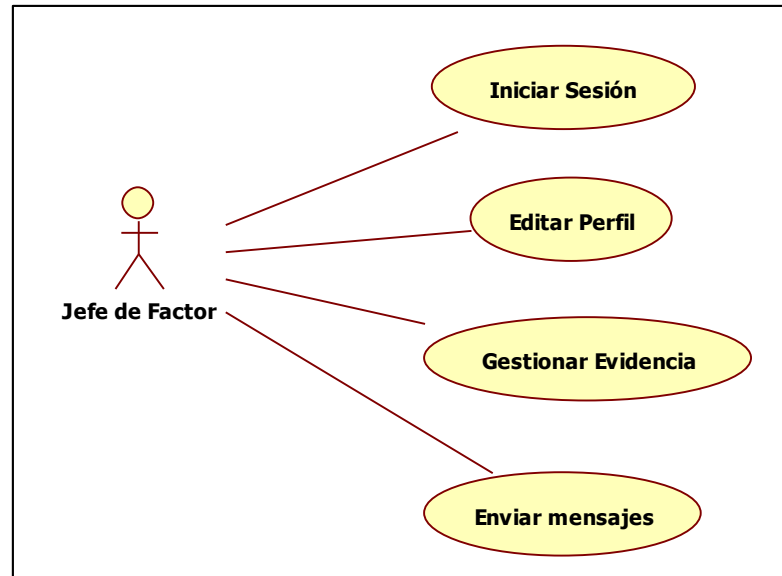 Iniciar Sesión
Editar Perfil
Jefe de Factor
Gestionar Evidencia
Enviar mensajes